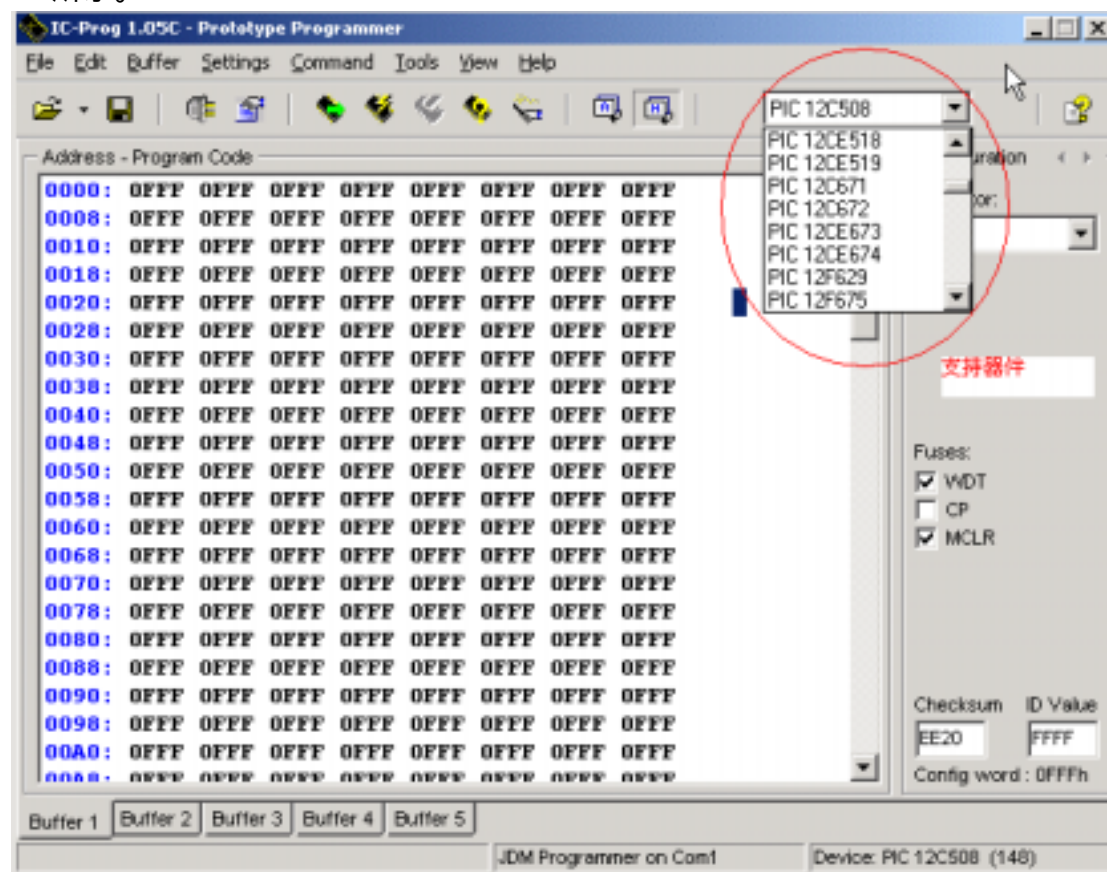 IC-Prog 1.05C - Prototype Programmer
File Edit Buffer Settings Command Tools View Help
PIC 12C508
PIC 12CE518
PIC 12CE519
PIC 12C671
PIC 12C672
PIC 12CE673
PIC 12CE674
PIC 12F629
PIC 12F675
Address - Program Code
0000: 0FFF 0FFF 0FFF 0FFF 0FFF 0FFF 0FFF 0FFF
0008: 0FFF 0FFF 0FFF 0FFF 0FFF 0FFF 0FFF 0FFF
0010: 0FFF 0FFF 0FFF 0FFF 0FFF 0FFF 0FFF 0FFF
0018: 0FFF 0FFF 0FFF 0FFF 0FFF 0FFF 0FFF 0FFF
0020: 0FFF 0FFF 0FFF 0FFF 0FFF 0FFF 0FFF 0FFF
0028: 0FFF 0FFF 0FFF 0FFF 0FFF 0FFF 0FFF 0FFF
0030: 0FFF 0FFF 0FFF 0FFF 0FFF 0FFF 0FFF 0FFF
0038: 0FFF 0FFF 0FFF 0FFF 0FFF 0FFF 0FFF 0FFF
0040: 0FFF 0FFF 0FFF 0FFF 0FFF 0FFF 0FFF 0FFF
0048: 0FFF 0FFF 0FFF 0FFF 0FFF 0FFF 0FFF 0FFF
0050: 0FFF 0FFF 0FFF 0FFF 0FFF 0FFF 0FFF 0FFF
0058: 0FFF 0FFF 0FFF 0FFF 0FFF 0FFF 0FFF 0FFF
0060: 0FFF 0FFF 0FFF 0FFF 0FFF 0FFF 0FFF 0FFF
0068: 0FFF 0FFF 0FFF 0FFF 0FFF 0FFF 0FFF 0FFF
0070: 0FFF 0FFF 0FFF 0FFF 0FFF 0FFF 0FFF 0FFF
0078: 0FFF 0FFF 0FFF 0FFF 0FFF 0FFF 0FFF 0FFF
0080: 0FFF 0FFF 0FFF 0FFF 0FFF 0FFF 0FFF 0FFF
0088: 0FFF 0FFF 0FFF 0FFF 0FFF 0FFF 0FFF 0FFF
0090: 0FFF 0FFF 0FFF 0FFF 0FFF 0FFF 0FFF 0FFF
0098: 0FFF 0FFF 0FFF 0FFF 0FFF 0FFF 0FFF 0FFF
00A0: 0FFF 0FFF 0FFF 0FFF 0FFF 0FFF 0FFF 0FFF
00A8: 0FFF 0FFF 0FFF 0FFF 0FFF 0FFF 0FFF 0FFF
支持器件
Fuses:
WDT
CP
MCLR
Checksum ID Value
EE20 FFFF
Config word : 0FFFh
Buffer 1 Buffer 2 Buffer 3 Buffer 4 Buffer 5
JDM Programmer on Com1 Device: PIC 12C508 (148)